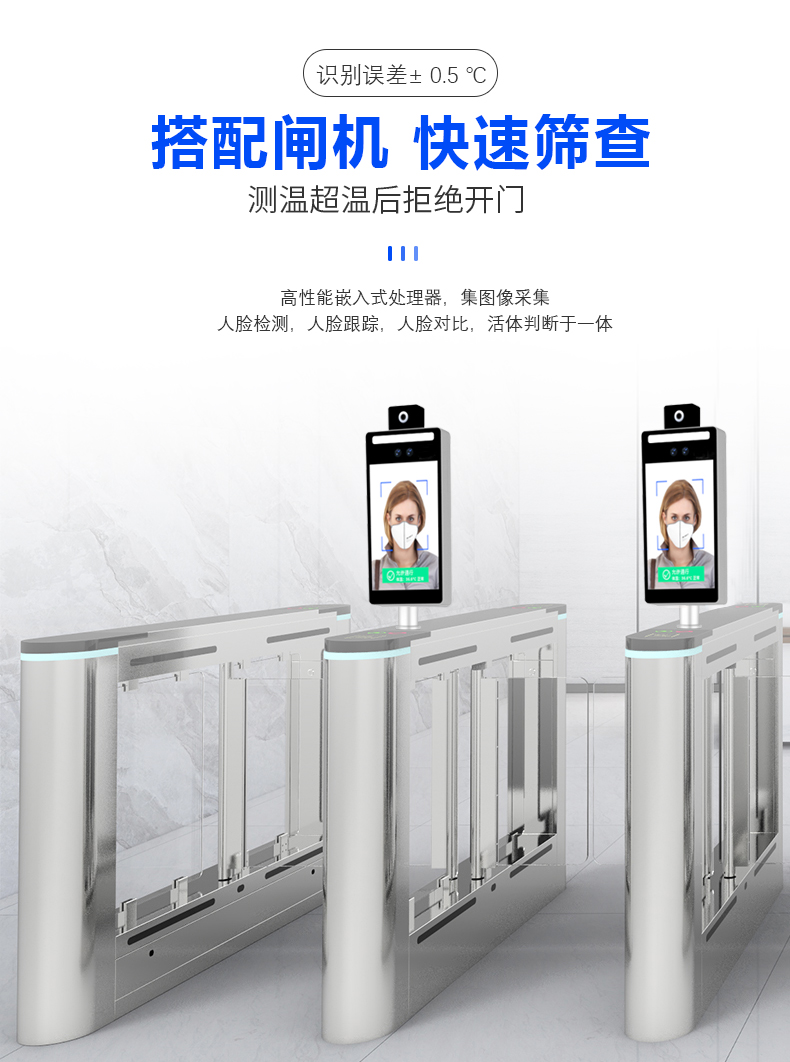 识别误差± 0.5 ℃
搭配闸机 快速筛查
测温超温后拒绝开门
高性能嵌入式处理器，集图像采集
人脸检测，人脸跟踪，人脸对比，活体判断于一体